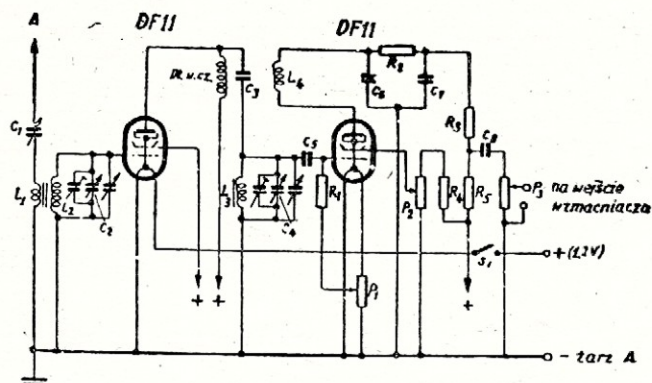 A
DF11
DF11
Dł. w.cz.
C1
C3
L4
R2
C6
C7
R3
C8
C5
L1
L2
C2
L3
C4
R1
P2
R4
R5
P3
na wejście
wzmacniacza
S1
+(1,2V)
+
+
P1
+
- żarz A